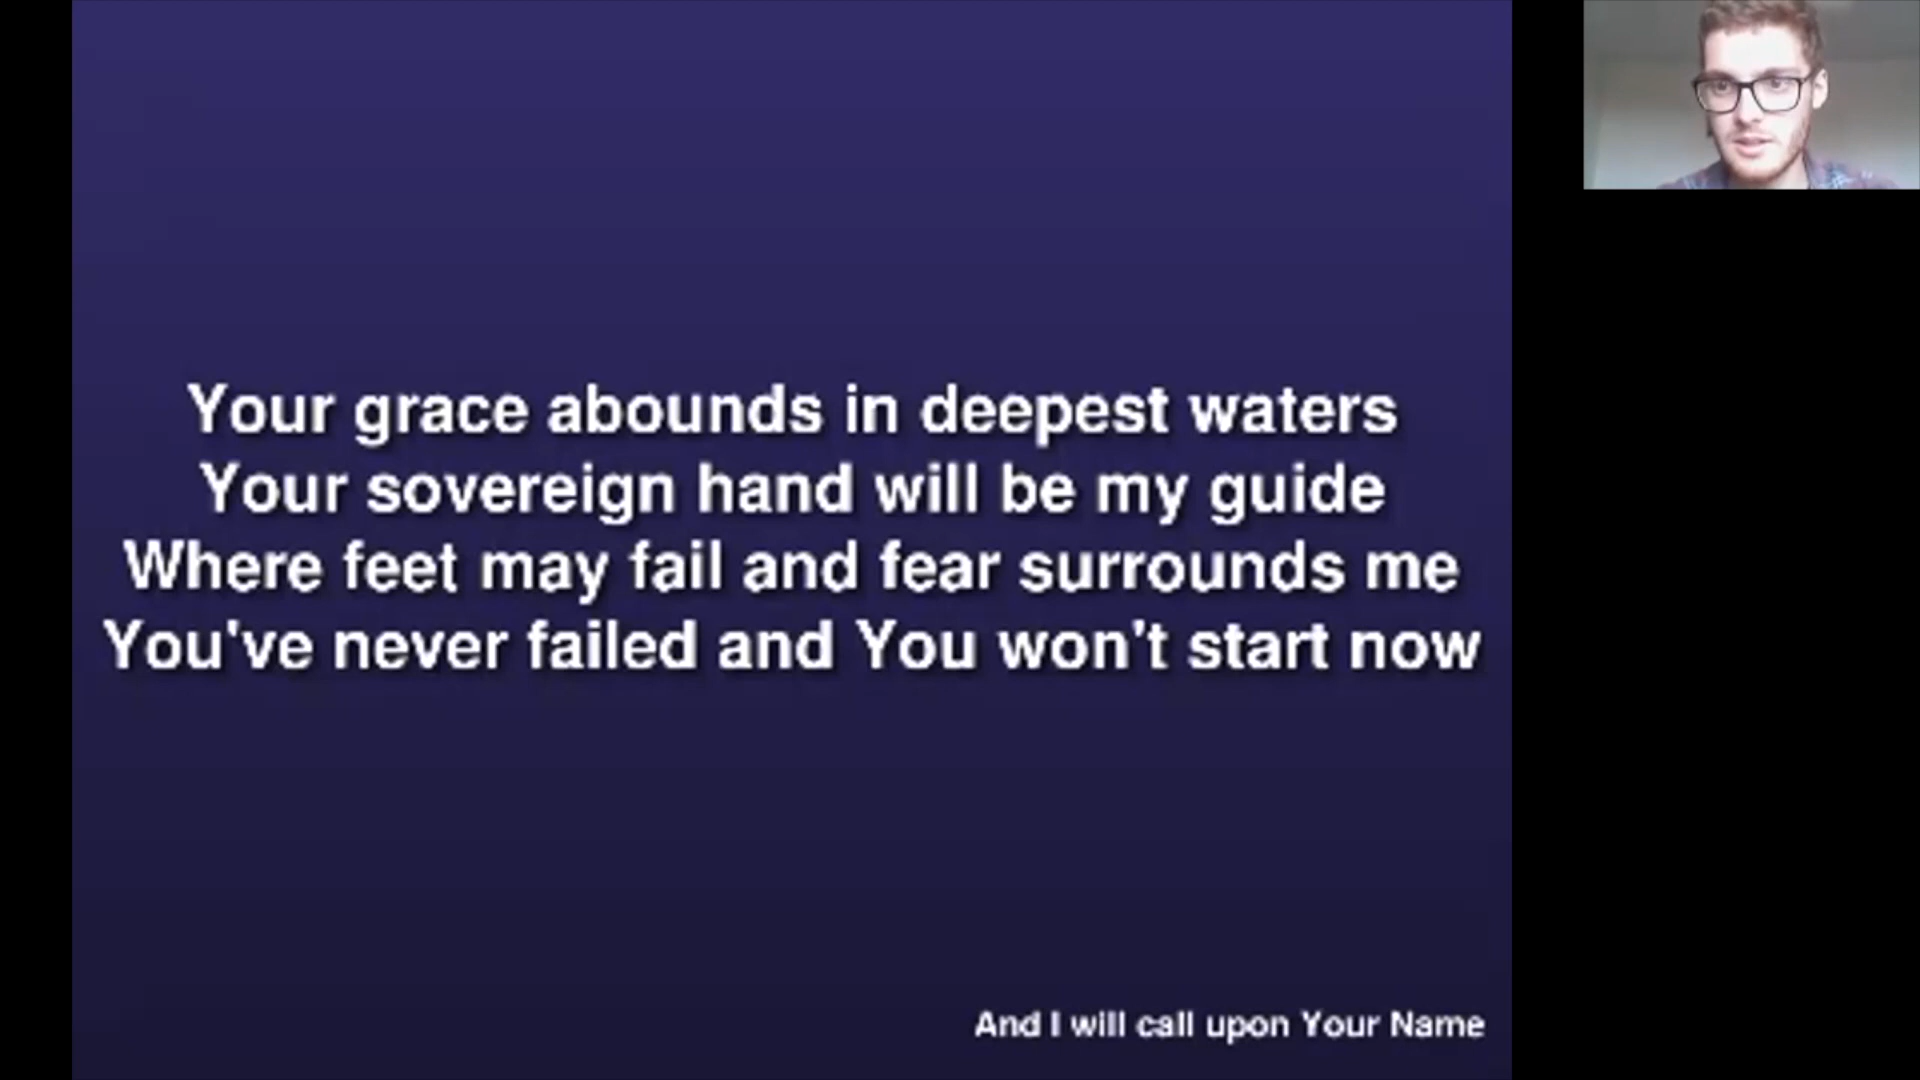 Your grace abounds in deepest waters
Your sovereign hand will be my guide
Where feet may fail and fear surrounds me
You've never failed and You won't start now
And I will call upon Your Name